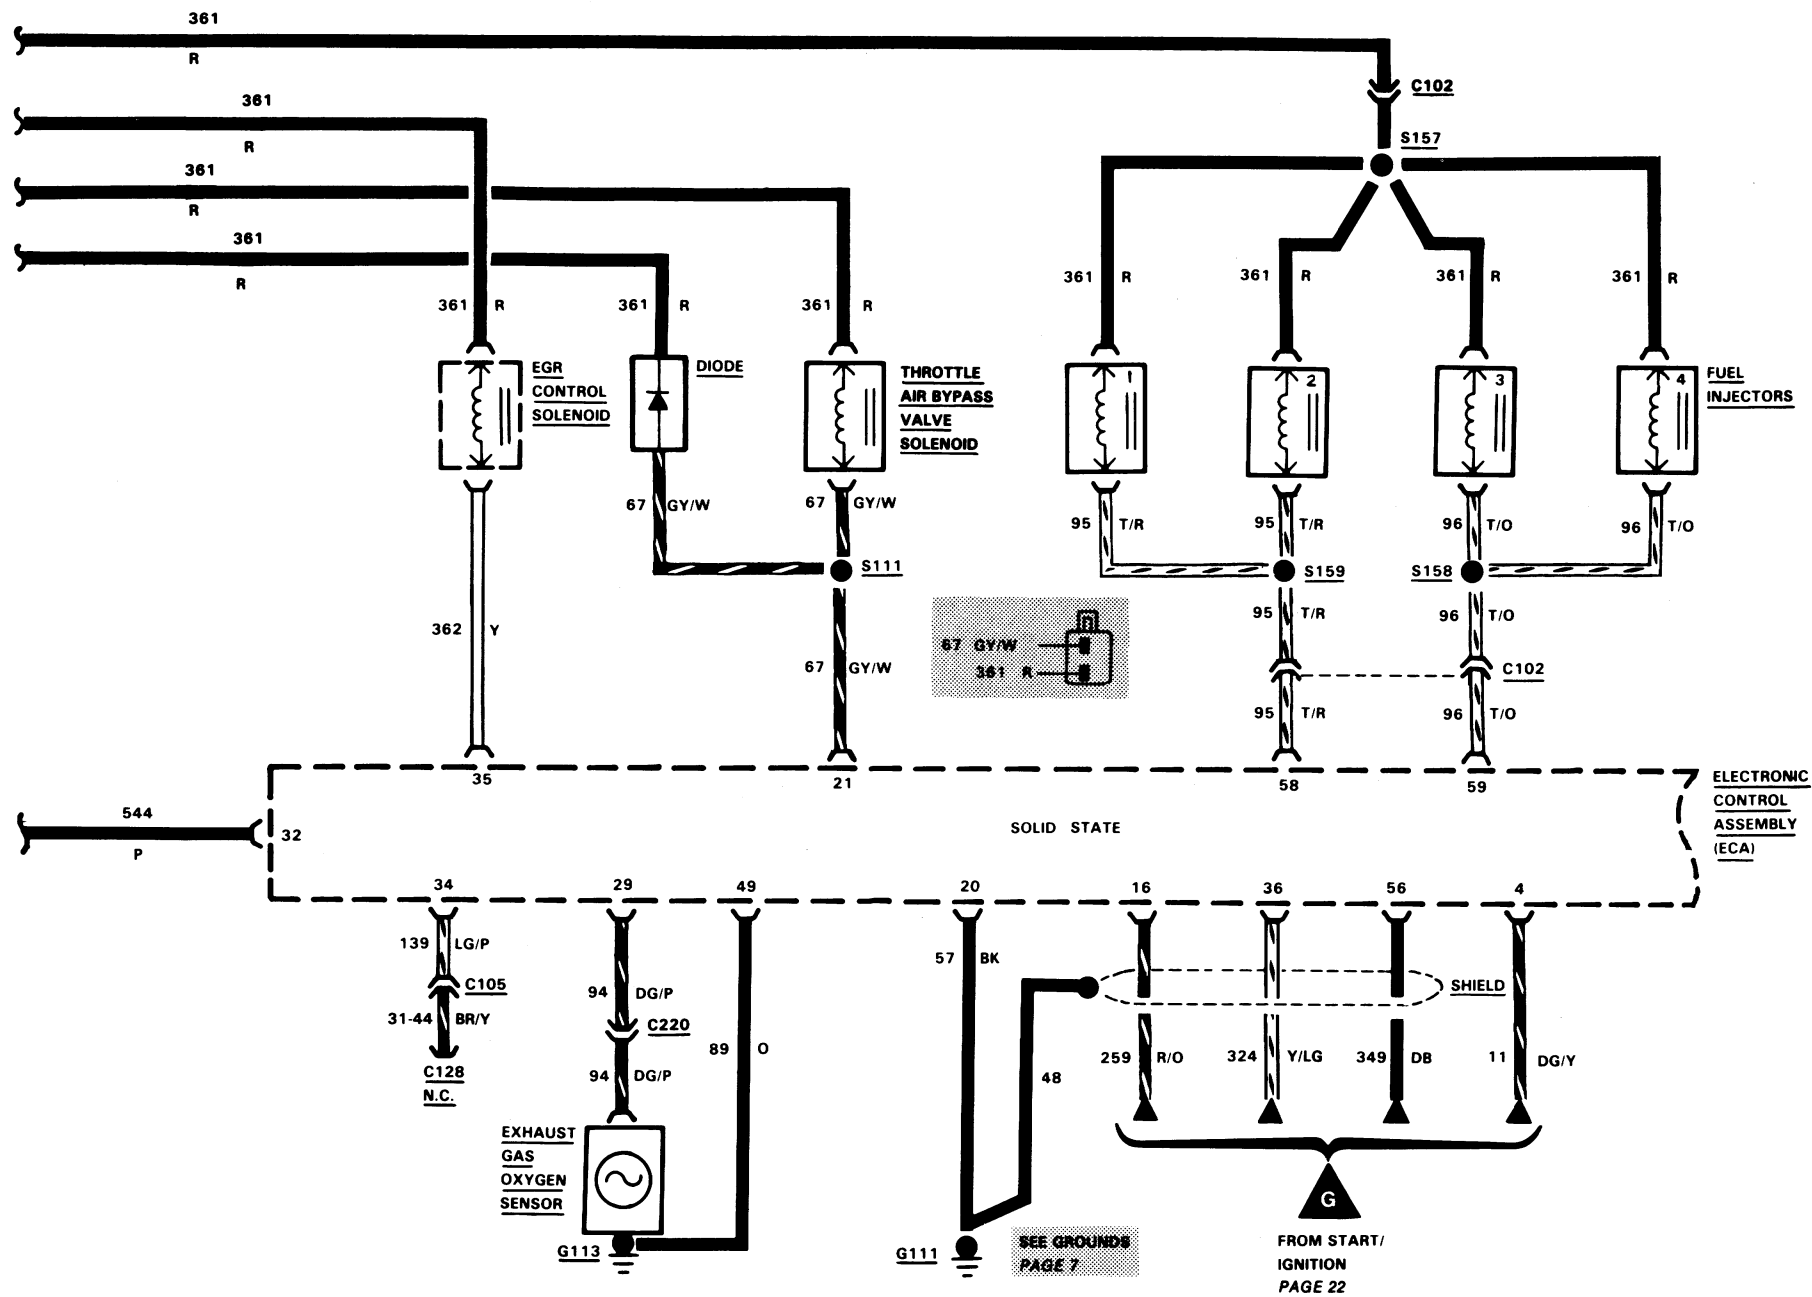 361
R
C102
361
R
S157
361
R
361
R
361 R
361 R
361 R
361 R
361 R
361 R
361 R
EGR
CONTROL
SOLENOID
DIODE
THROTTLE
AIR BYPASS
VALVE
SOLENOID
1
2
3
4
FUEL
INJECTORS
67 GY/W
67 GY/W
95 T/R
95 T/R
96 T/O
96 T/O
S111
S159
S158
362 Y
95 T/R
96 T/O
67 GY/W
67 GY/W
361 R
C102
95 T/R
96 T/O
35
21
58
59
ELECTRONIC
CONTROL
ASSEMBLY
(ECA)
544
P
32
SOLID STATE
34
29
49
20
16
36
56
4
139 LG/P
C105
31-44 BR/Y
C128
N.C.
94 DG/P
C220
94 DG/P
89 O
57 BK
SHIELD
48
259 R/O
324 Y/LG
349 DB
11 DG/Y
EXHAUST
GAS
OXYGEN
SENSOR
G113
G111
SEE GROUNDS
PAGE 7
G
FROM START/
IGNITION
PAGE 22